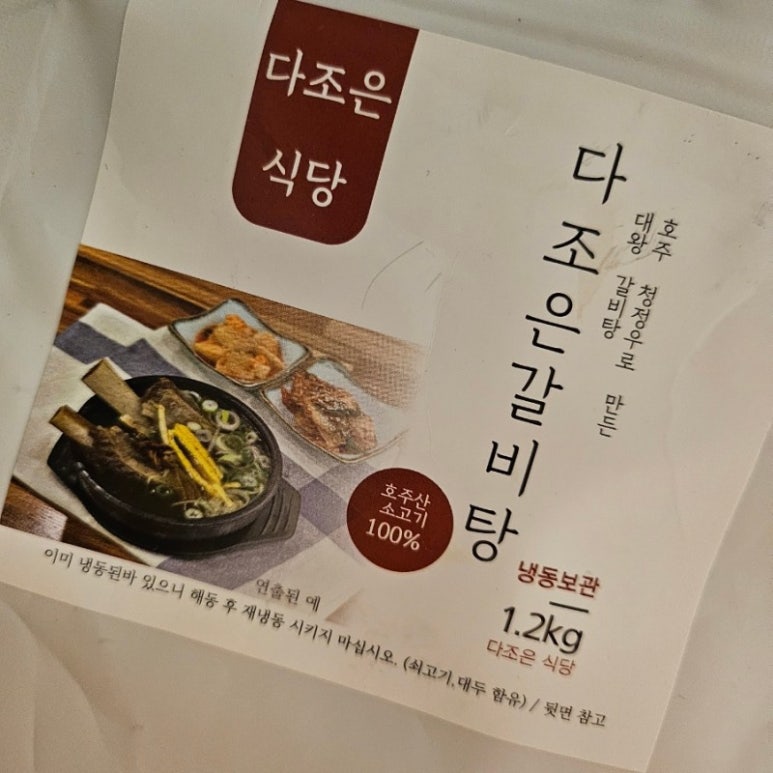 다조은
식당
다조은갈비탕
호주 청정우로 만든
대왕 갈비탕
호주산
소고기
100%
냉동보관
1.2kg
다조은 식당
연출된 예
이미 냉동된바 있으니 해동 후 재냉동 시키지 마십시오. (쇠고기,대두 함유) / 뒷면 참고